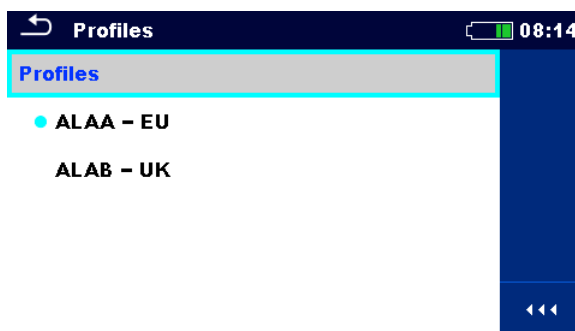 Profiles 08:14
Profiles
ALAA – EU
ALAB – UK